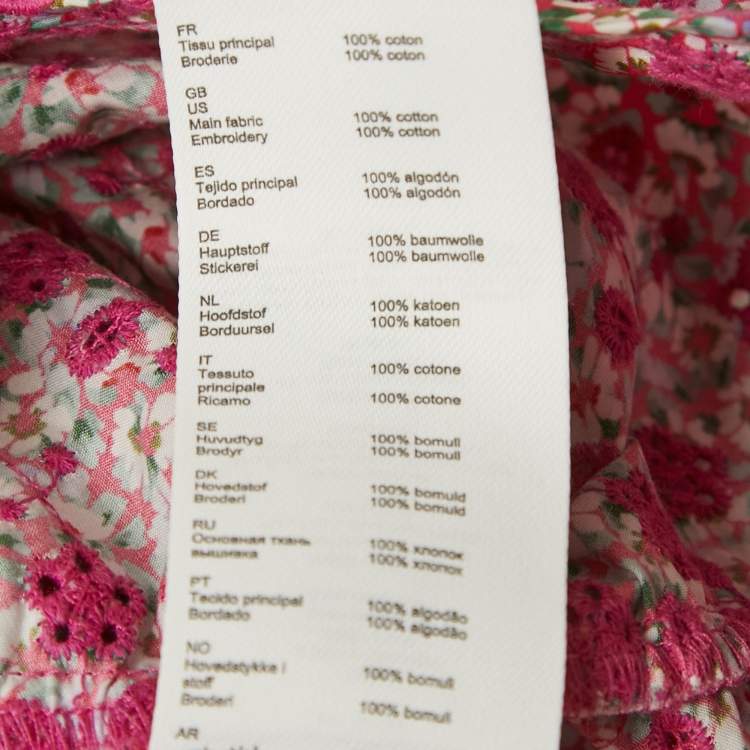 FR
Tissu principal 100% coton
Broderie 100% coton
GB
US
Main fabric 100% cotton
Embroidery 100% cotton
ES
Tejido principal 100% algodón
Bordado 100% algodón
DE
Hauptstoff 100% baumwolle
Stickerei 100% baumwolle
NL
Hoofdstof 100% katoen
Borduursel 100% katoen
IT
Tessuto 100% cotone
principale
Ricamo 100% cotone
SE
Huvudtyg 100% bomull
Brodyr 100% bomull
DK
Hovedstof 100% bomuld
Broderi 100% bomuld
RU
Основная ткань 100% хлопок
вышивка 100% хлопок
PT
Tecido principal 100% algodão
Bordado 100% algodão
NO
Hovedstykke i 100% bomull
stoff
Broderi 100% bomull
AR